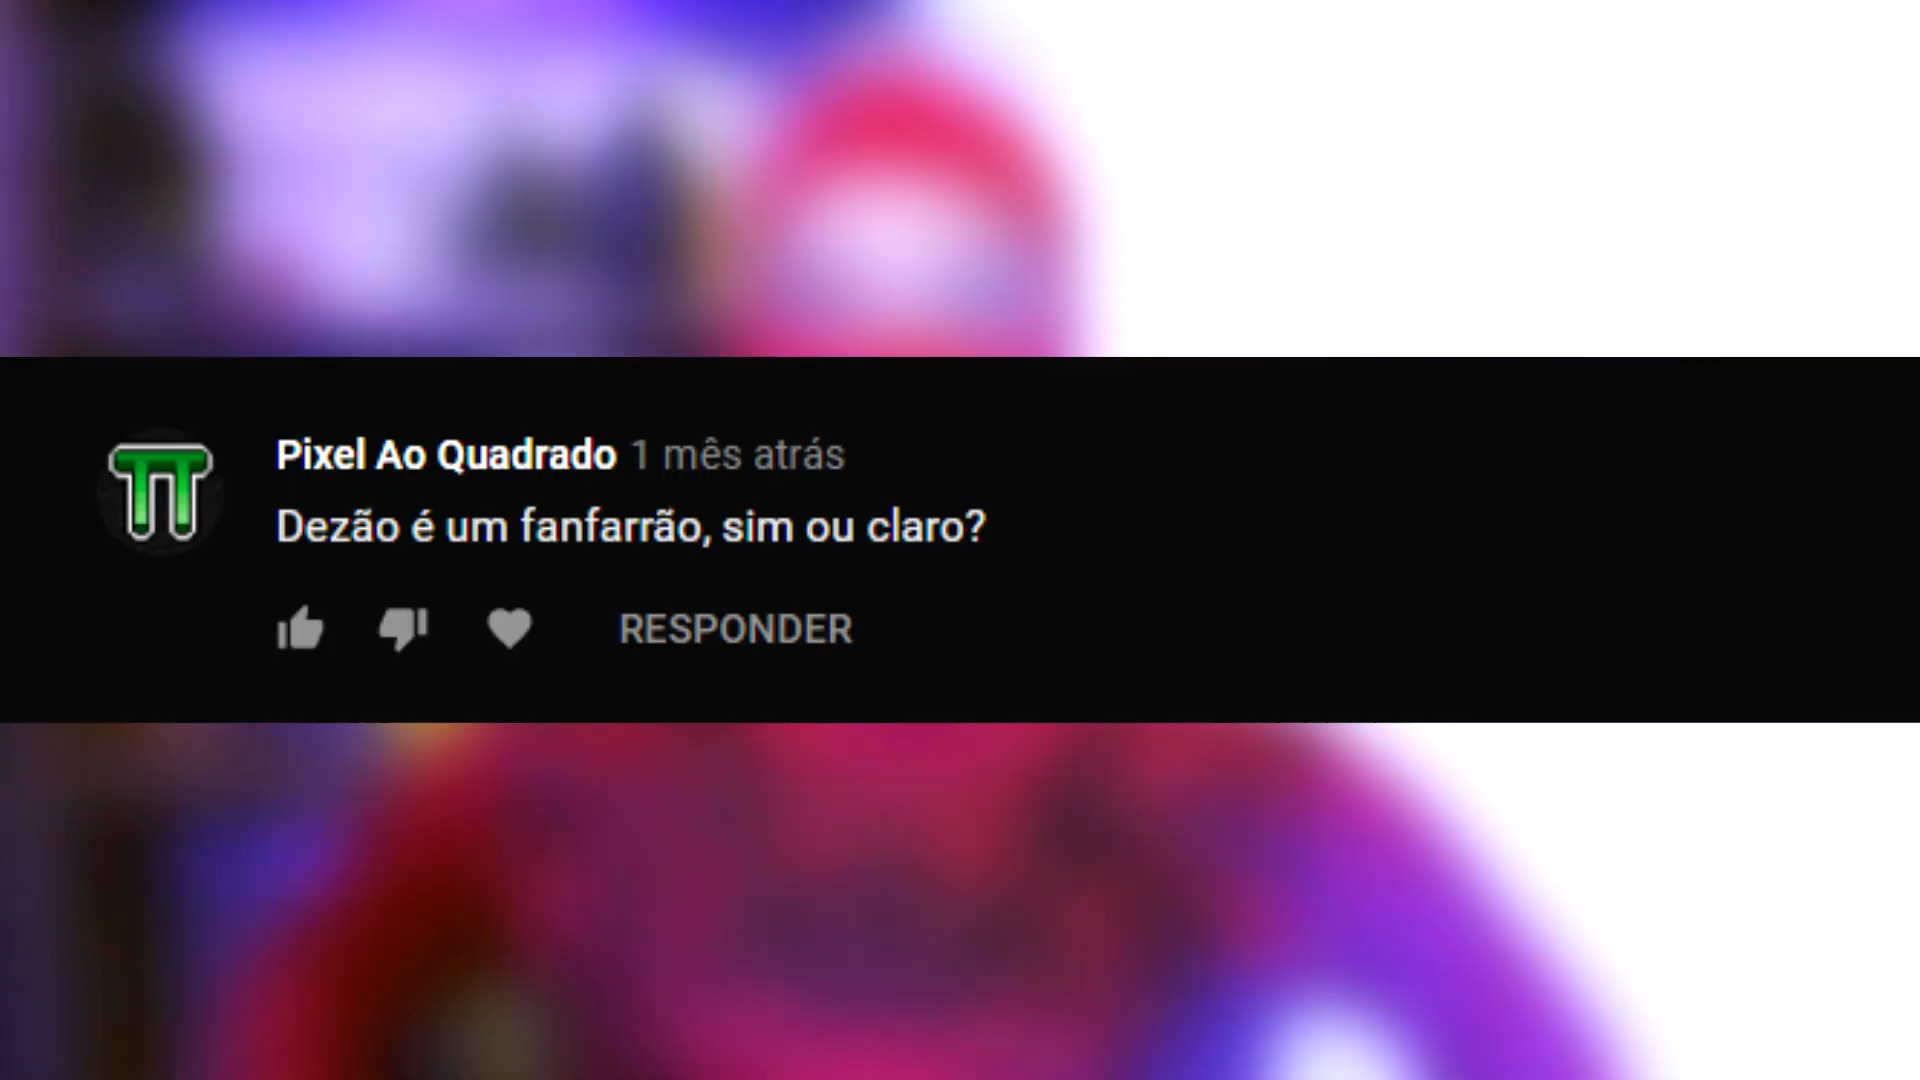 Pixel Ao Quadrado 1 mês atrás
Dezão é um fanfarrão, sim ou claro?
RESPONDER